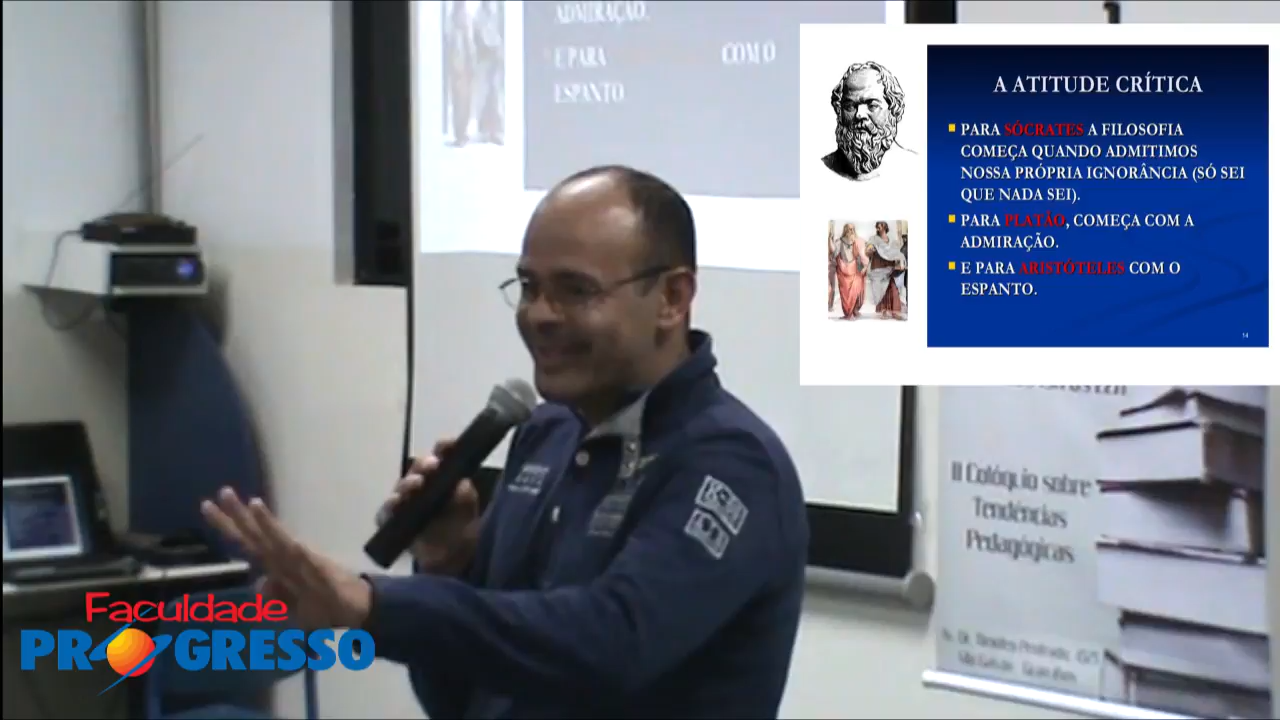 ADMIRAÇÃO.
E PARA COM O
ESPANTO
A ATITUDE CRÍTICA
PARA SÓCRATES A FILOSOFIA
COMEÇA QUANDO ADMITIMOS
NOSSA PRÓPRIA IGNORÂNCIA (SÓ SEI
QUE NADA SEI).
PARA PLATÃO, COMEÇA COM A
ADMIRAÇÃO.
E PARA ARISTÓTELES COM O
ESPANTO.
14
II Colóquio sobre
Tendências
Pedagógicas
Faculdade
PROGRESSO